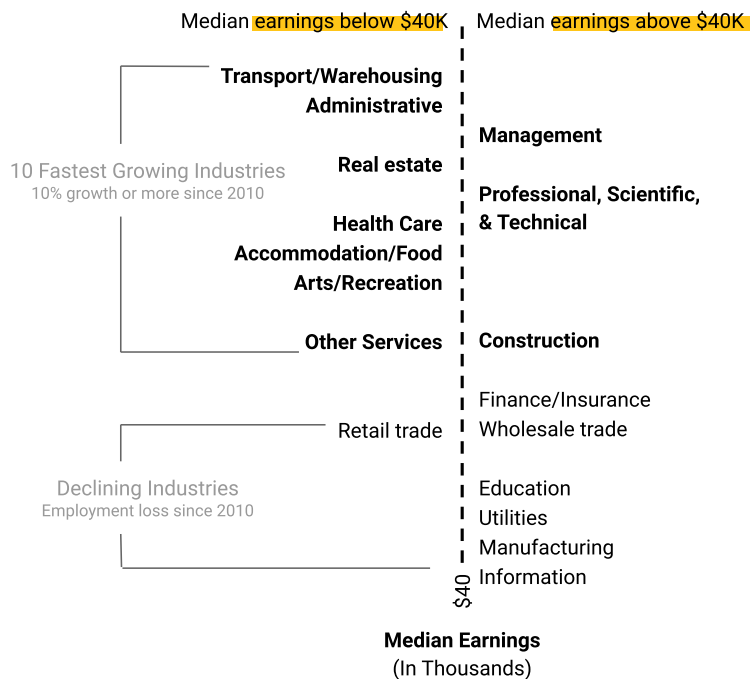 Median earnings below $40K
Median earnings above $40K
Transport/Warehousing
Administrative
Management
10 Fastest Growing Industries
10% growth or more since 2010
Real estate
Professional, Scientific,
& Technical
Health Care
Accommodation/Food
Arts/Recreation
Other Services
Construction
Finance/Insurance
Retail trade
Wholesale trade
Declining Industries
Employment loss since 2010
Education
Utilities
Manufacturing
Information
$40
Median Earnings
(In Thousands)